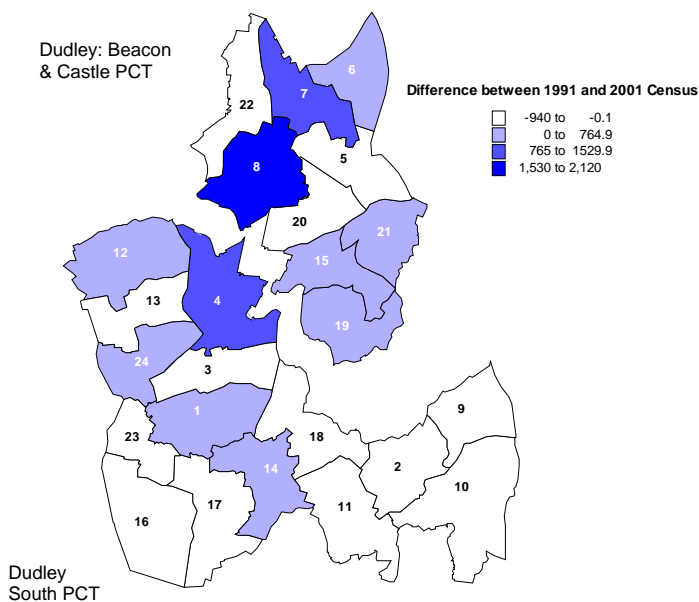 Dudley: Beacon
& Castle PCT
Difference between 1991 and 2001 Census
-940 to -0.1
0 to 764.9
765 to 1529.9
1,530 to 2,120
6
7
22
5
8
20
21
12
15
13
4
19
24
3
1
9
23
18
14
2
10
17
11
16
Dudley
South PCT